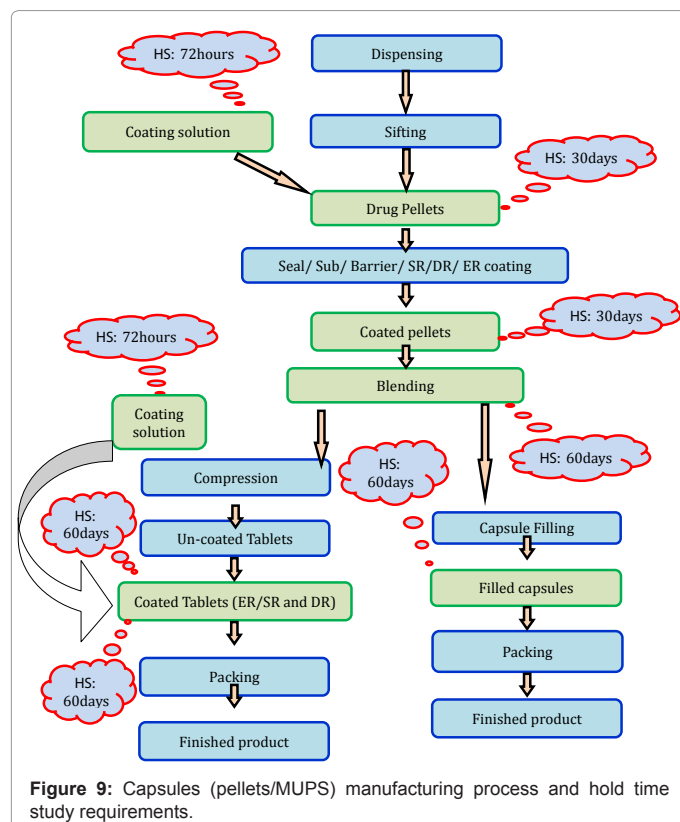 HS: 72hours
Dispensing
Coating solution
Sifting
HS: 30days
Drug Pellets
Seal/ Sub/ Barrier/ SR/DR/ ER coating
HS: 30days
Coated pellets
HS: 72hours
Blending
Coating
solution
HS:
60days
HS: 60days
Compression
HS:
60days
Un-coated Tablets
Capsule Filling
Coated Tablets (ER/SR and DR)
Filled capsules
HS:
60days
Packing
Packing
Finished product
Finished product
Figure 9: Capsules (pellets/MUPS) manufacturing process and hold time
study requirements.